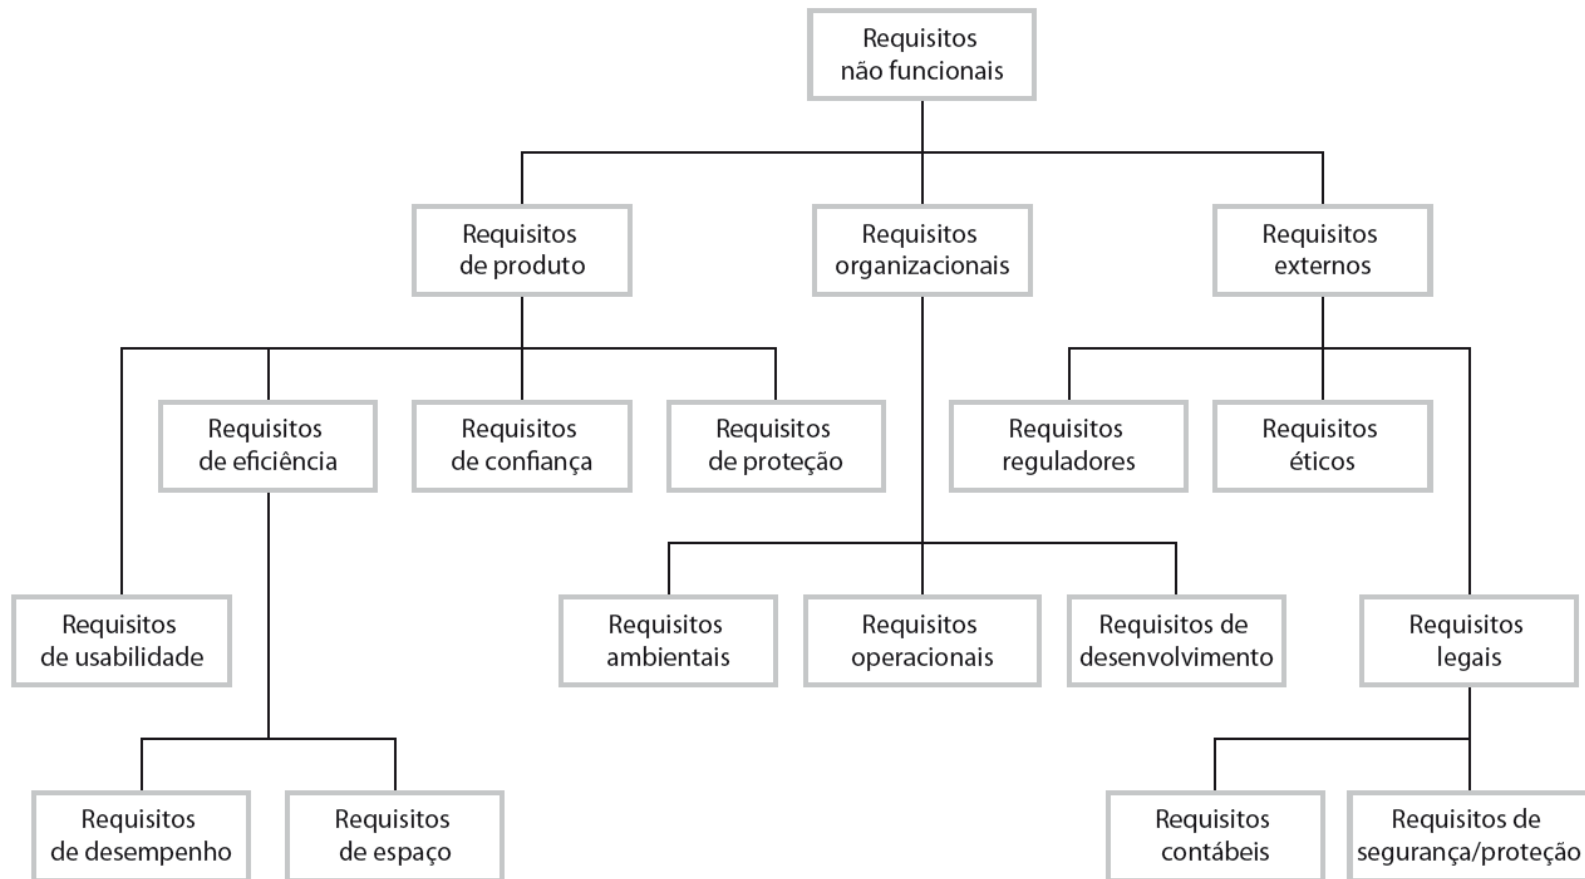 Requisitos
não funcionais
Requisitos
de produto
Requisitos
organizacionais
Requisitos
externos
Requisitos
de eficiência
Requisitos
de confiança
Requisitos
de proteção
Requisitos
reguladores
Requisitos
éticos
Requisitos
de usabilidade
Requisitos
ambientais
Requisitos
operacionais
Requisitos de
desenvolvimento
Requisitos
legais
Requisitos
de desempenho
Requisitos
de espaço
Requisitos
contábeis
Requisitos de
segurança/proteção